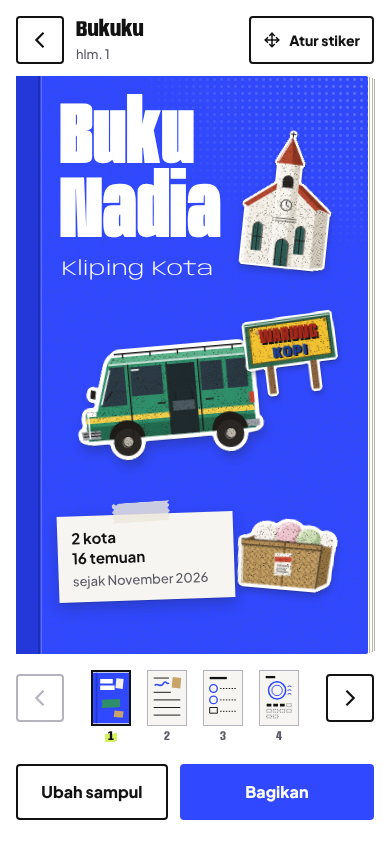 Bukuku
hlm. 1
Atur stiker
Buku
Nadia
Kliping Kota
WARUNG
KOPI
2 kota
16 temuan
sejak November 2026
1
2
3
4
Ubah sampul
Bagikan